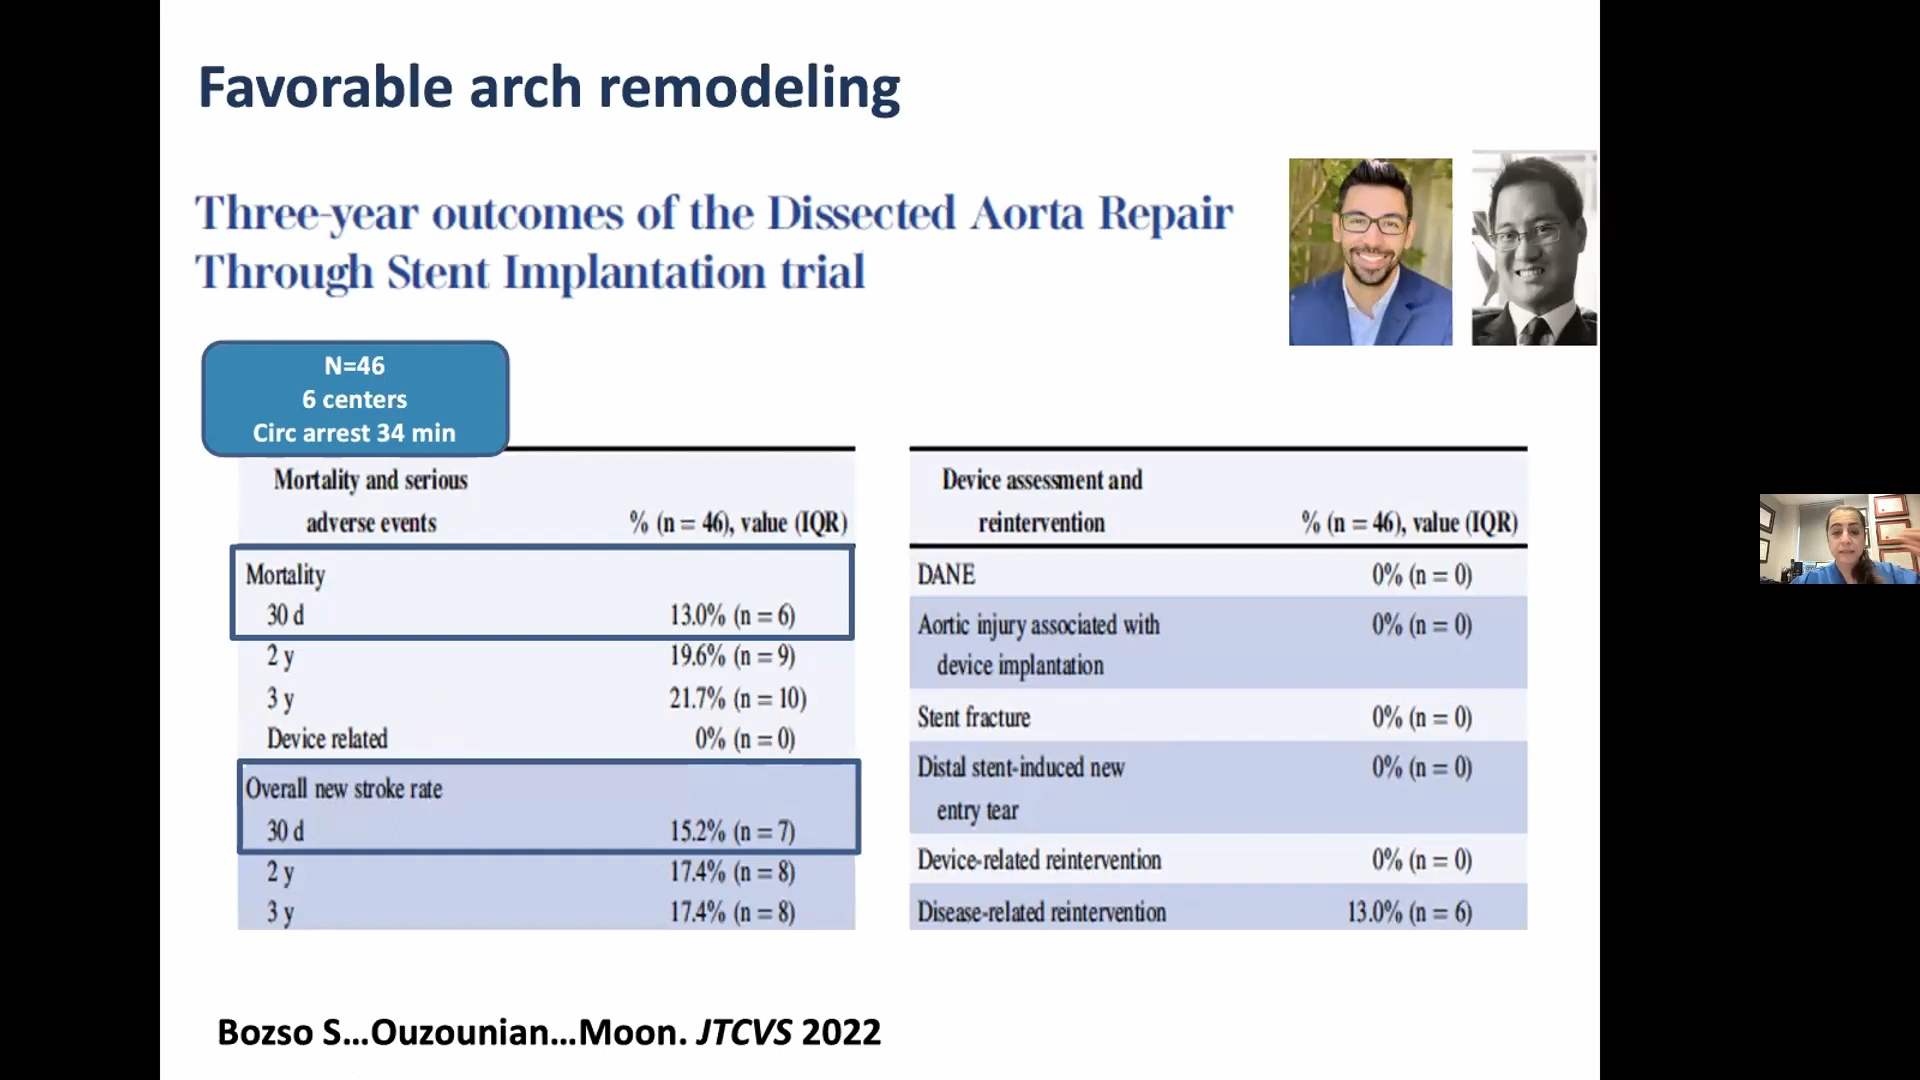 Favorable arch remodeling
Three-year outcomes of the Dissected Aorta Repair
Through Stent Implantation trial
N=46
6 centers
Circ arrest 34 min
Mortality and serious
adverse events % (n = 46), value (IQR)
Mortality
30 d 13.0% (n = 6)
2 y 19.6% (n = 9)
3 y 21.7% (n = 10)
Device related 0% (n = 0)
Overall new stroke rate
30 d 15.2% (n = 7)
2 y 17.4% (n = 8)
3 y 17.4% (n = 8)
Device assessment and
reintervention % (n = 46), value (IQR)
DANE 0% (n = 0)
Aortic injury associated with 0% (n = 0)
device implantation
Stent fracture 0% (n = 0)
Distal stent-induced new 0% (n = 0)
entry tear
Device-related reintervention 0% (n = 0)
Disease-related reintervention 13.0% (n = 6)
Bozso S...Ouzounian...Moon. JTCVS 2022